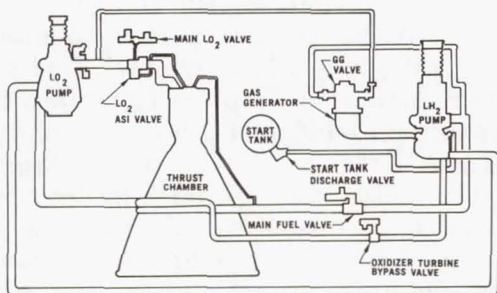 MAIN LO2 VALVE
LO2
PUMP
LO2
ASI VALVE
GG
VALVE
GAS
GENERATOR
LH2
PUMP
START
TANK
START TANK
DISCHARGE VALVE
THRUST
CHAMBER
MAIN FUEL VALVE
OXIDIZER TURBINE
BYPASS VALVE